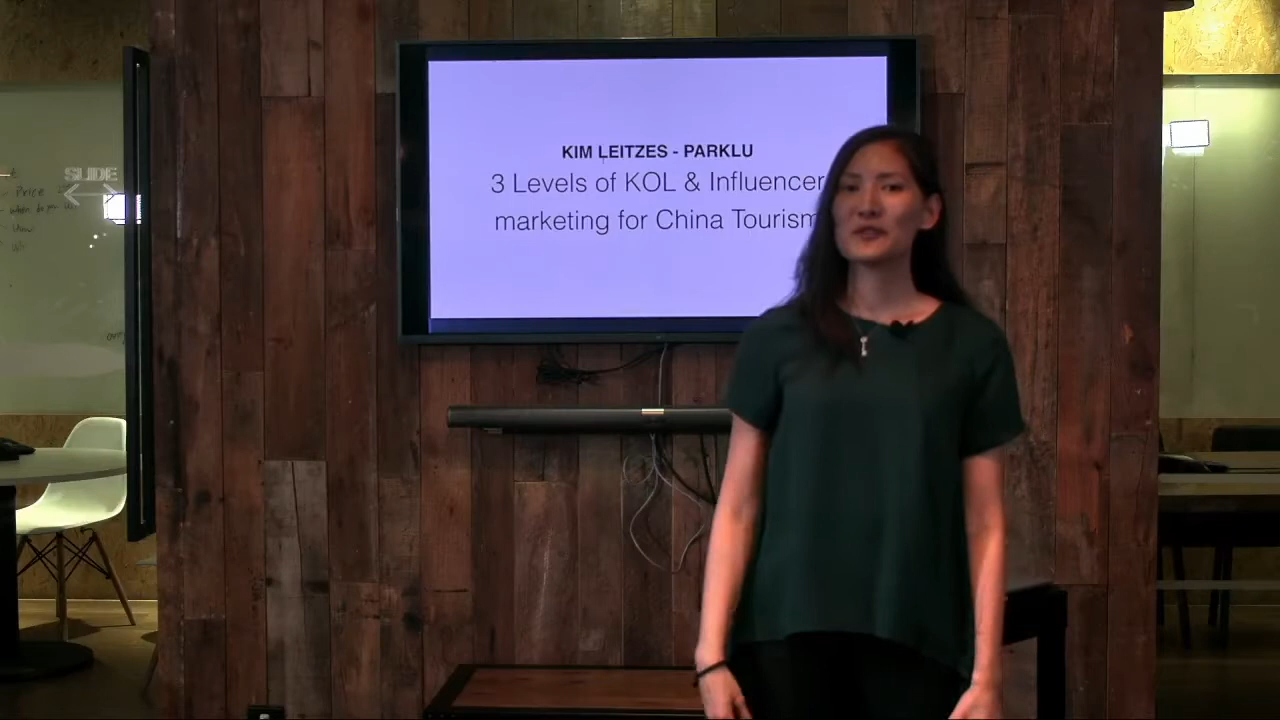 SLIDE
Price
KIM LEITZES - PARKLU
3 Levels of KOL & Influencer
marketing for China Tourism